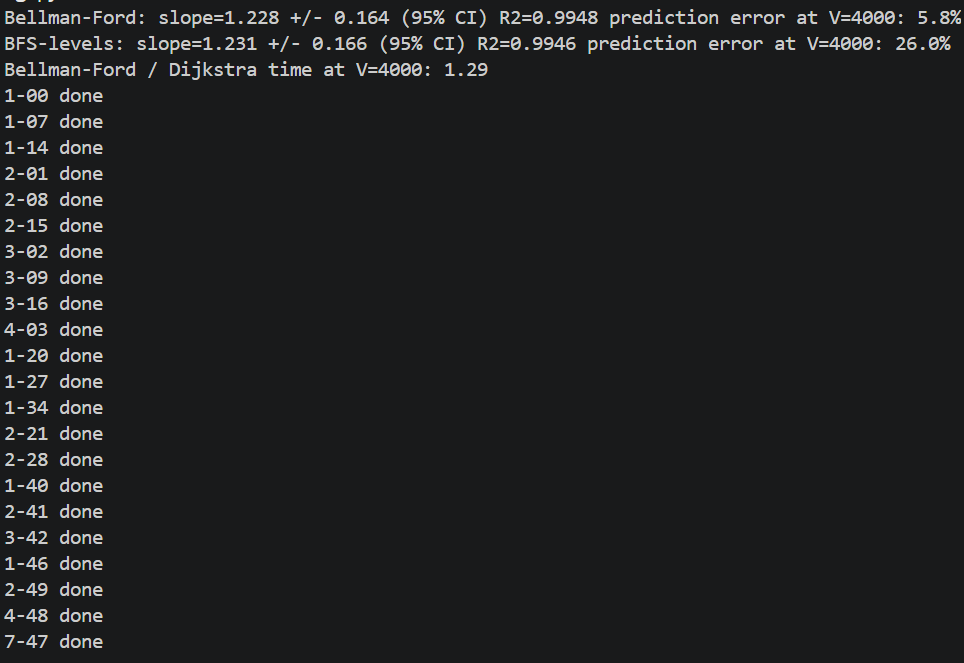 Bellman-Ford: slope=1.228 +/- 0.164 (95% CI) R2=0.9948 prediction error at V=4000: 5.8%
BFS-levels: slope=1.231 +/- 0.166 (95% CI) R2=0.9946 prediction error at V=4000: 26.0%
Bellman-Ford / Dijkstra time at V=4000: 1.29
1-00 done
1-07 done
1-14 done
2-01 done
2-08 done
2-15 done
3-02 done
3-09 done
3-16 done
4-03 done
1-20 done
1-27 done
1-34 done
2-21 done
2-28 done
1-40 done
2-41 done
3-42 done
1-46 done
2-49 done
4-48 done
7-47 done